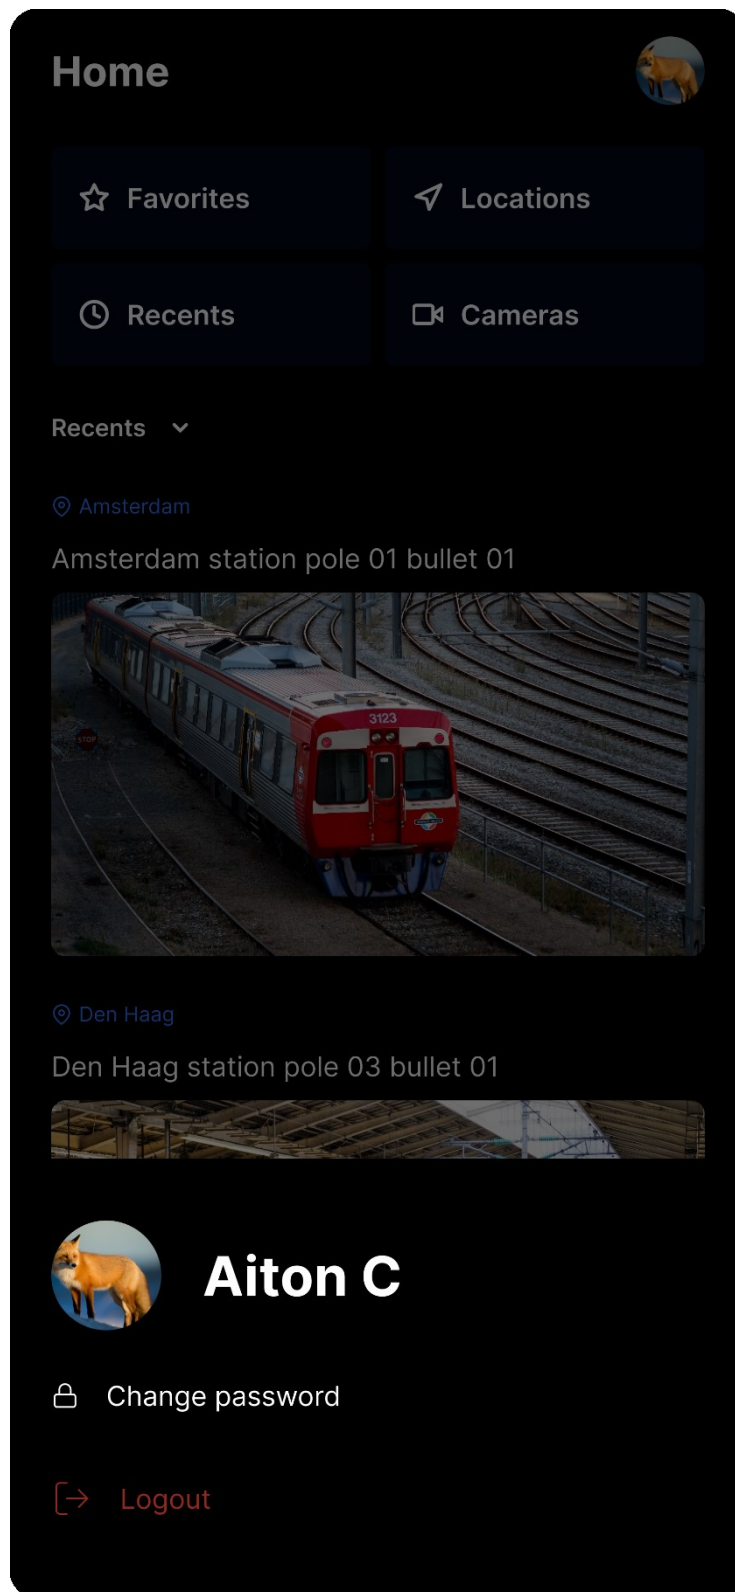 Home
Favorites
Locations
Recents
Cameras
Recents
Amsterdam
Amsterdam station pole 01 bullet 01
3123
STOP
Den Haag
Den Haag station pole 03 bullet 01
Aiton C
Change password
Logout